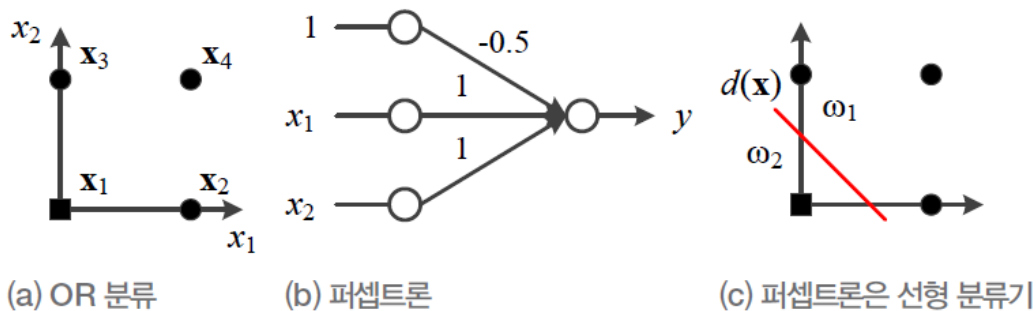 x₂
x₃
x₄
x₁
x₂
x₁
(a) OR 분류
1
-0.5
x₁
1
1
y
x₂
(b) 퍼셉트론
d(x)
ω₁
ω₂
(c) 퍼셉트론은 선형 분류기